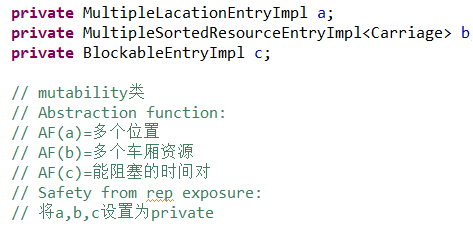 private MultipleLacationEntryImpl a;
private MultipleSortedResourceEntryImpl<Carriage> b
private BlockableEntryImpl c;
// mutability类
// Abstraction function:
// AF(a)=多个位置
// AF(b)=多个车厢资源
// AF(c)=能阻塞的时间对
// Safety from rep exposure:
// 将a,b,c设置为private